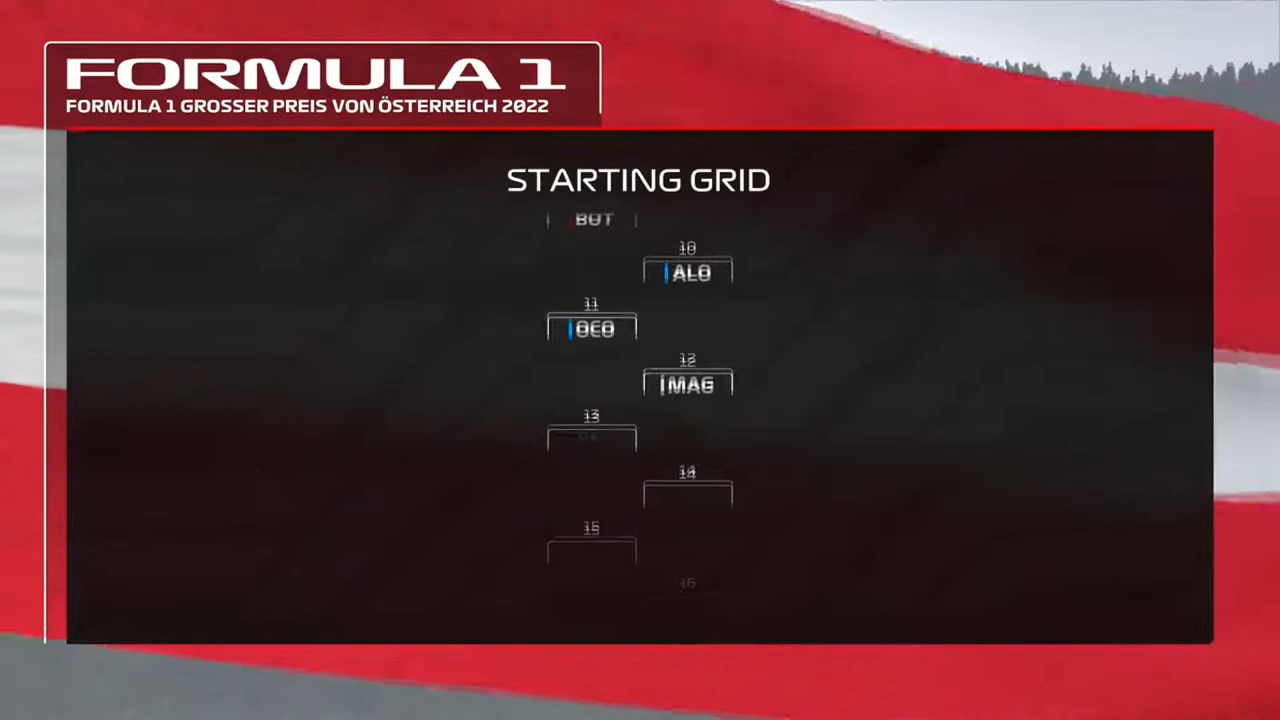 FORMULA 1
FORMULA 1 GROSSER PREIS VON ÖSTERREICH 2022
STARTING GRID
BOT
10
ALO
11
OCO
12
MAG
13
14
15
16